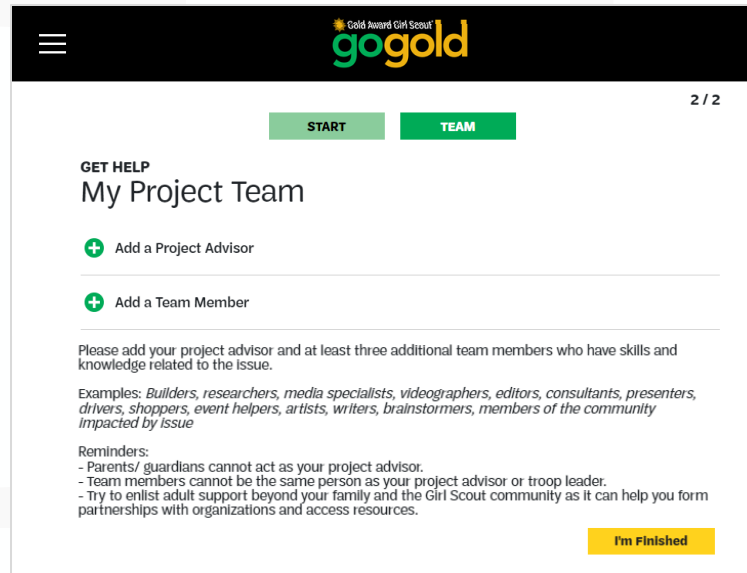 Gold Award Girl Scout
gogold
2 / 2
START
TEAM
GET HELP
My Project Team
Add a Project Advisor
Add a Team Member
Please add your project advisor and at least three additional team members who have skills and
knowledge related to the issue.
Examples: Builders, researchers, media specialists, videographers, editors, consultants, presenters,
drivers, shoppers, event helpers, artists, writers, brainstormers, members of the community
impacted by issue
Reminders:
- Parents/ guardians cannot act as your project advisor.
- Team members cannot be the same person as your project advisor or troop leader.
- Try to enlist adult support beyond your family and the Girl Scout community as it can help you form
partnerships with organizations and access resources.
I'm Finished